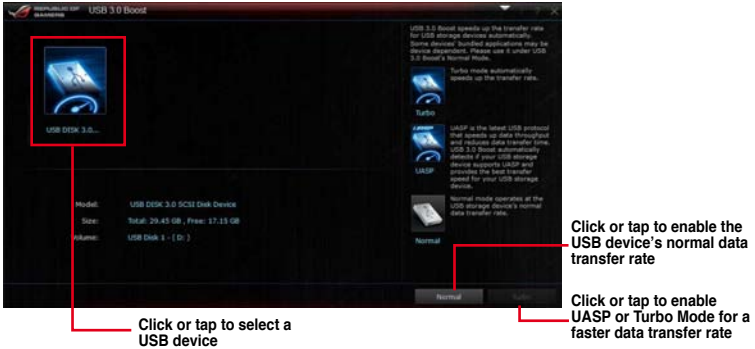 REPUBLIC OF
GAMERS
USB 3.0 Boost
USB DISK 3.0...
Model:
USB DISK 3.0 SCSI Disk Device
Size:
Total: 29.45 GB , Free: 17.15 GB
Volume:
USB Disk 1 - ( D: )
USB 3.0 Boost speeds up the transfer rate
for USB storage devices automatically.
Some devices' bundled applications may be
device dependent. Please use it under USB
3.0 Boost's Normal Mode.
Turbo mode automatically
speeds up the transfer rate.
Turbo
UASP is the latest USB protocol
that speeds up data throughput
and reduces data transfer time.
USB 3.0 Boost automatically
detects if your USB storage
device supports UASP and
provides the best transfer
speed for your USB storage
device.
UASP
Normal mode operates at the
USB storage device's normal
data transfer rate.
Normal
Normal
Click or tap to select a
USB device
Click or tap to enable the
USB device's normal data
transfer rate
Click or tap to enable
UASP or Turbo Mode for a
faster data transfer rate